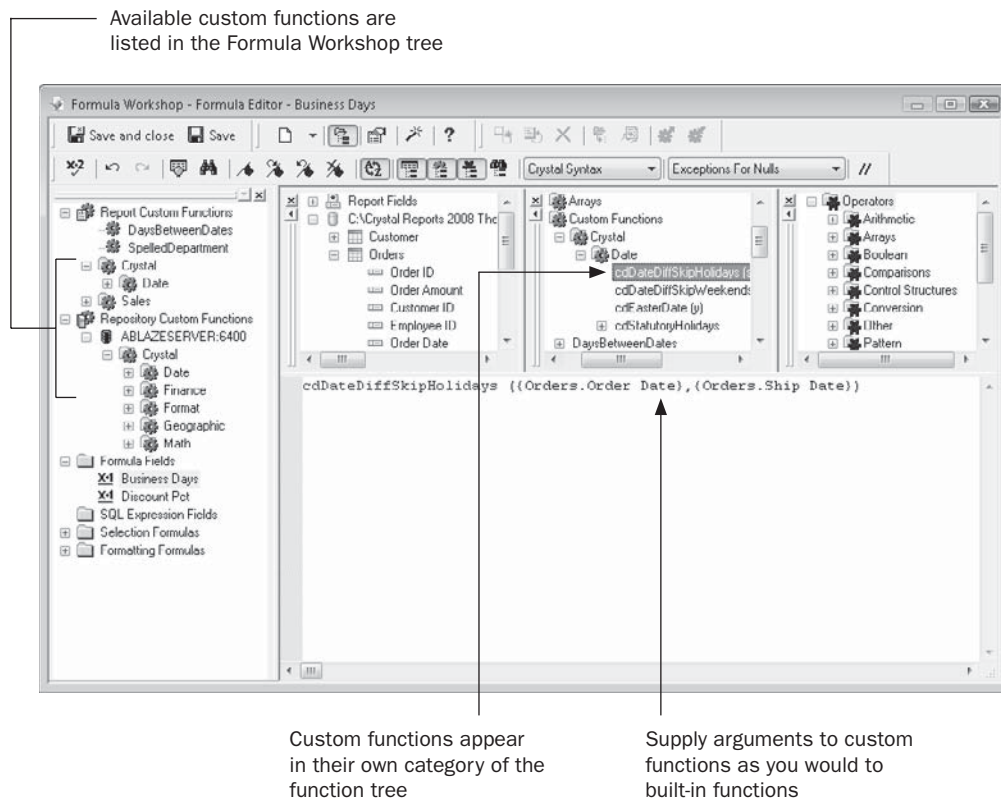 Available custom functions are
listed in the Formula Workshop tree
Formula Workshop - Formula Editor - Business Days
Save and close Save
Crystal Syntax Exceptions For Nulls //
Report Custom Functions
DaysBetweenDates
SpelledDepartment
Crystal
Date
Sales
Repository Custom Functions
ABLAZESERVER:6400
Crystal
Date
Finance
Format
Geographic
Math
Formula Fields
Business Days
Discount Pct
SQL Expression Fields
Selection Formulas
Formatting Formulas
Report Fields
C:\Crystal Reports 2008 The
Customer
Orders
Order ID
Order Amount
Customer ID
Employee ID
Order Date
Arrays
Custom Functions
Crystal
Date
cdDateDiffSkipHolidays (s
cdDateDiffSkipWeekends
cdEasterDate (y)
cdStatutoryHolidays
DaysBetweenDates
Operators
Arithmetic
Arrays
Boolean
Comparisons
Control Structures
Conversion
Other
Pattern
cdDateDiffSkipHolidays ({Orders.Order Date},{Orders.Ship Date})
Custom functions appear
in their own category of the
function tree
Supply arguments to custom
functions as you would to
built-in functions